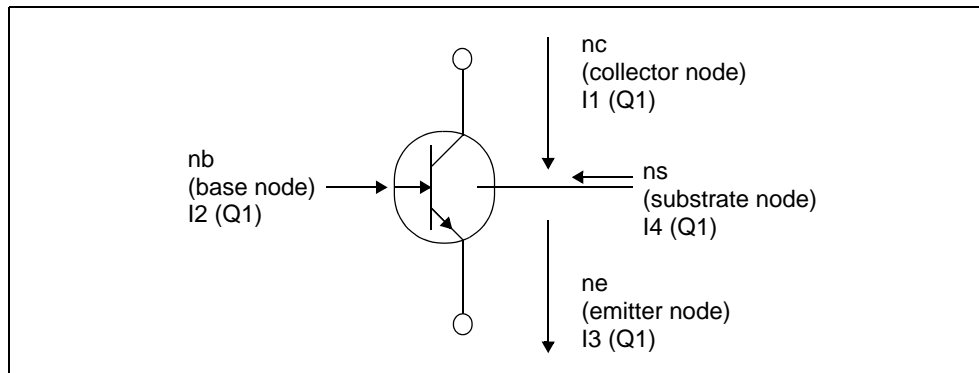 nc
(collector node)
I1 (Q1)
nb
(base node)
I2 (Q1)
ns
(substrate node)
I4 (Q1)
ne
(emitter node)
I3 (Q1)